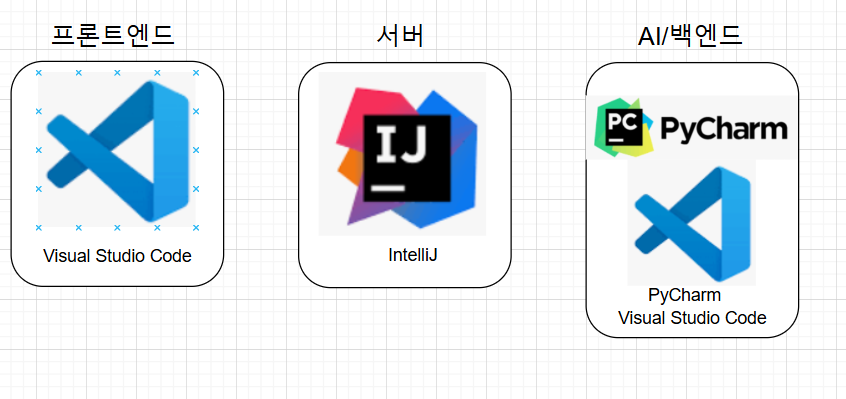 프론트엔드
서버
AI/백엔드
Visual Studio Code
IJ
IntelliJ
PC
PyCharm
PyCharm
Visual Studio Code